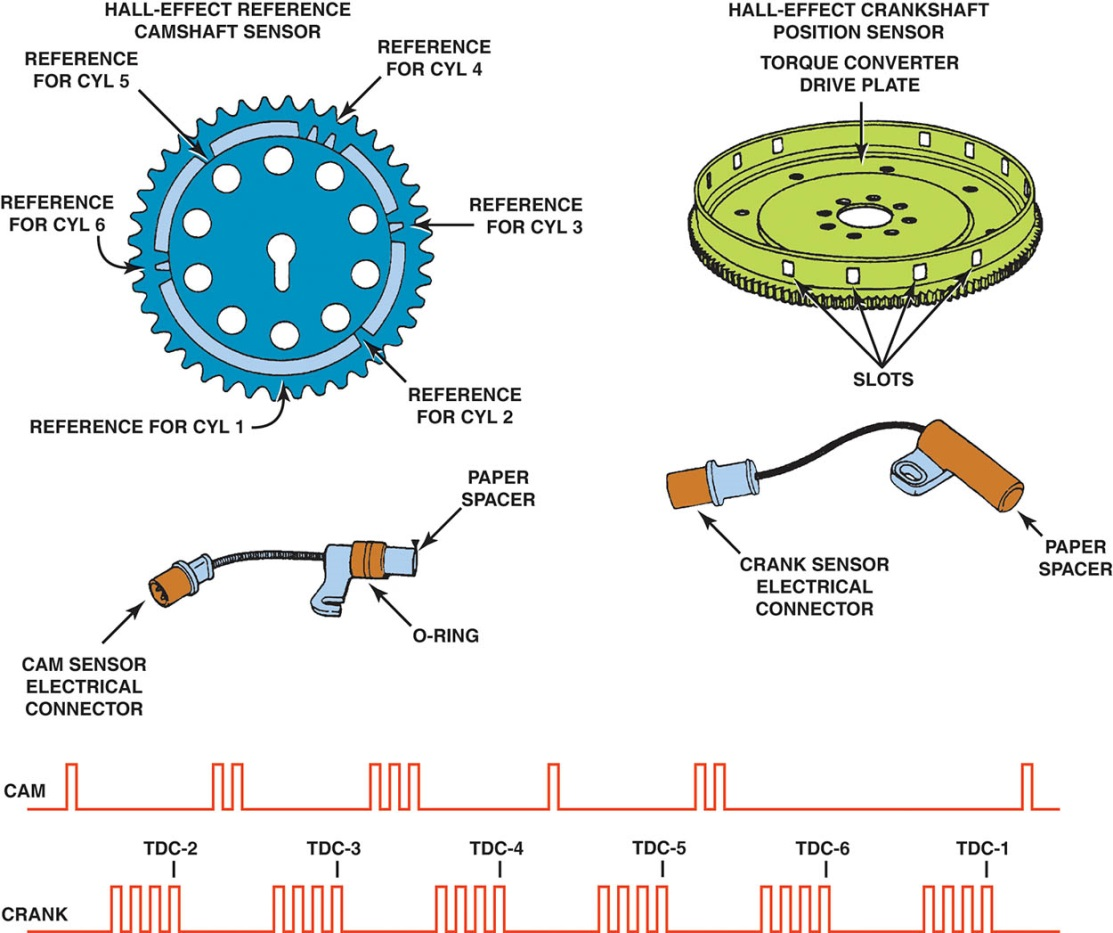 HALL-EFFECT REFERENCE
CAMSHAFT SENSOR
REFERENCE
FOR CYL 5
REFERENCE
FOR CYL 4
REFERENCE
FOR CYL 6
REFERENCE
FOR CYL 3
REFERENCE FOR CYL 1
REFERENCE
FOR CYL 2
HALL-EFFECT CRANKSHAFT
POSITION SENSOR
TORQUE CONVERTER
DRIVE PLATE
SLOTS
PAPER
SPACER
O-RING
CAM SENSOR
ELECTRICAL
CONNECTOR
CRANK SENSOR
ELECTRICAL
CONNECTOR
PAPER
SPACER
CAM
TDC-2
TDC-3
TDC-4
TDC-5
TDC-6
TDC-1
CRANK